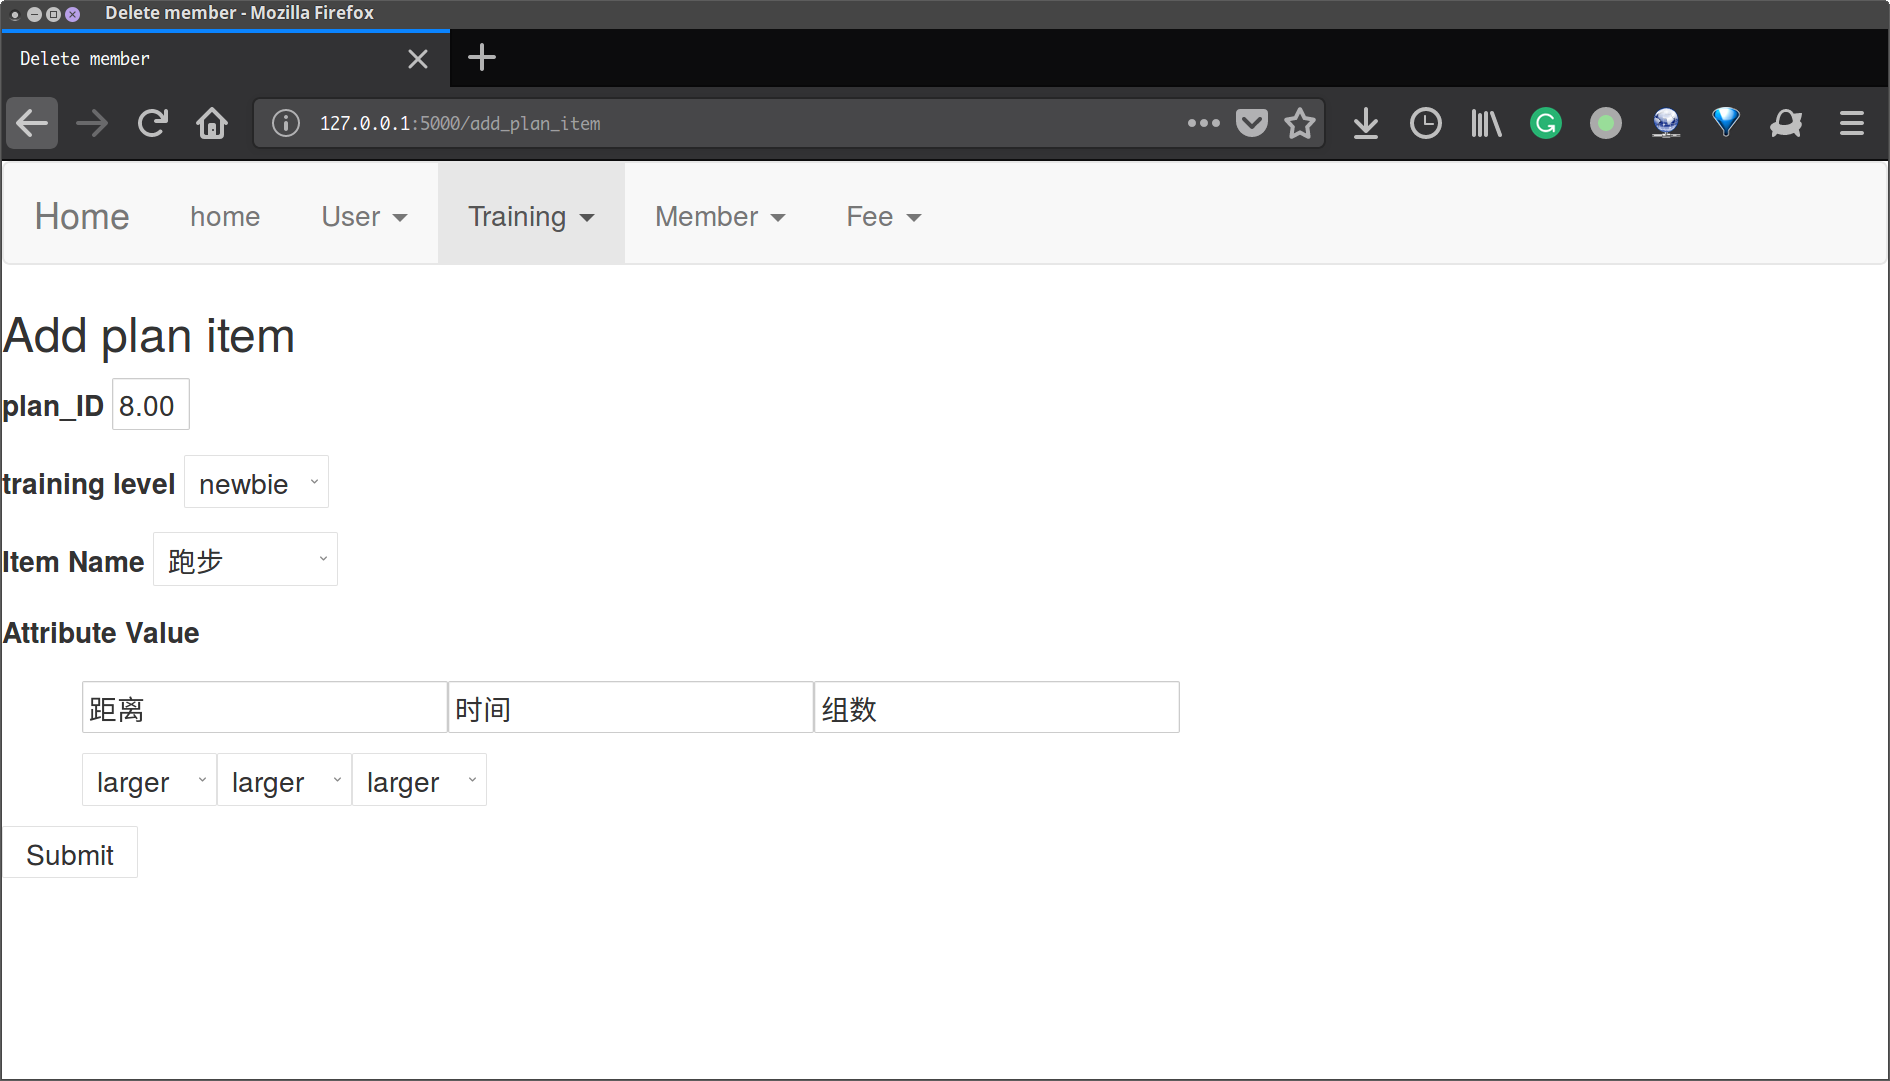 Delete member - Mozilla Firefox
Delete member
127.0.0.1:5000/add_plan_item
Home home User Training Member Fee
Add plan item
plan_ID 8.00
training level newbie
Item Name 跑步
Attribute Value
距离 时间 组数
larger larger larger
Submit